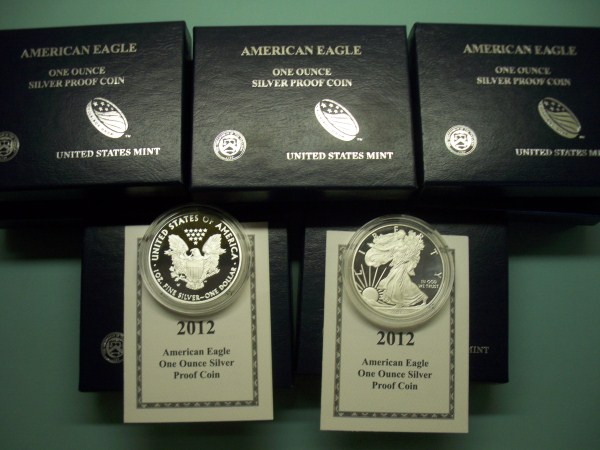 AMERICAN EAGLE
ONE OUNCE
SILVER PROOF COIN
UNITED STATES MINT
AMERICAN EAGLE
ONE OUNCE
SILVER PROOF COIN
UNITED STATES MINT
AMERICAN EAGLE
ONE OUNCE
SILVER PROOF COIN
UNITED STATES MINT
UNITED STATES OF AMERICA
1 OZ. FINE SILVER–ONE DOLLAR
2012
American Eagle
One Ounce Silver
Proof Coin
LIBERTY
IN GOD
WE TRUST
2012
American Eagle
One Ounce Silver
Proof Coin
MINT